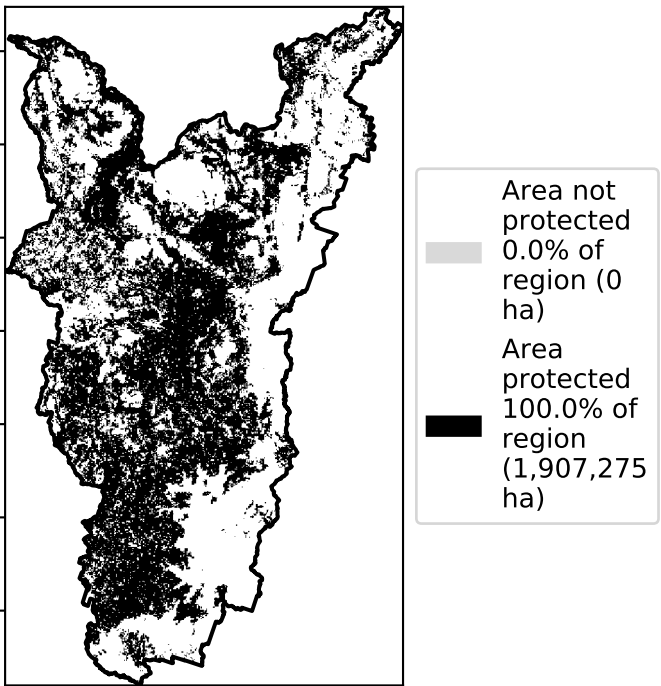 Area not
protected
0.0% of
region (0
ha)
Area
protected
100.0% of
region
(1,907,275
ha)